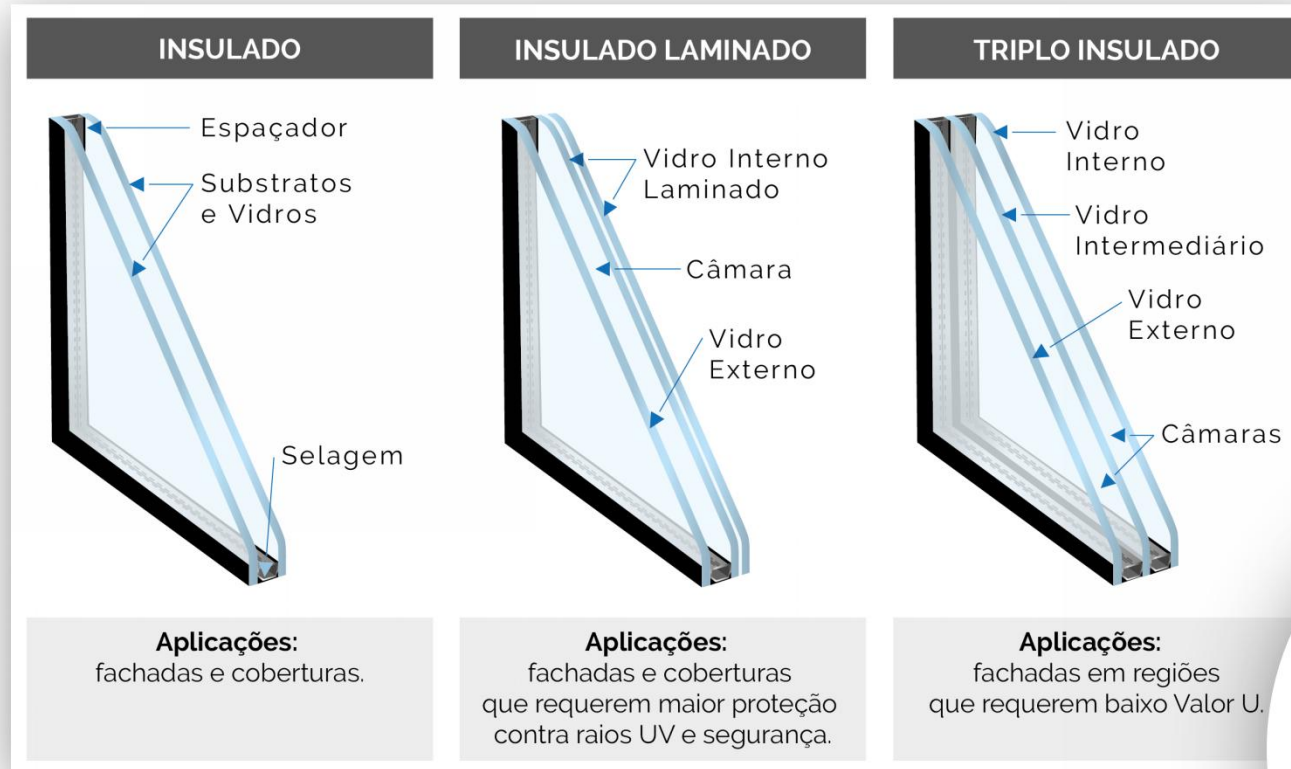 INSULADO
Espaçador
Substratos
e Vidros
Selagem
Aplicações:
fachadas e coberturas.
INSULADO LAMINADO
Vidro Interno
Laminado
Câmara
Vidro
Externo
Aplicações:
fachadas e coberturas
que requerem maior proteção
contra raios UV e segurança.
TRIPLO INSULADO
Vidro
Interno
Vidro
Intermediário
Vidro
Externo
Câmaras
Aplicações:
fachadas em regiões
que requerem baixo Valor U.